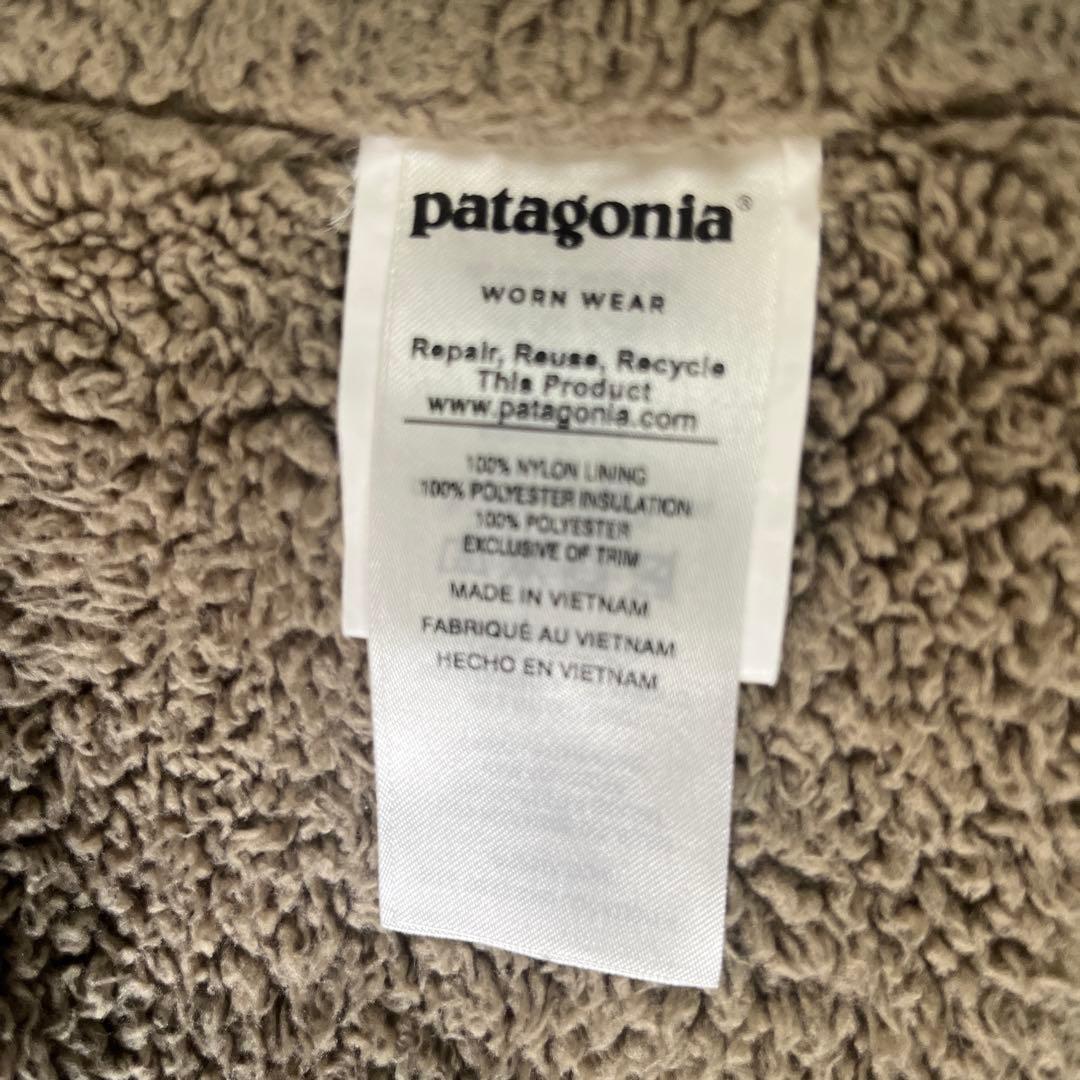 patagonia®
WORN WEAR
Repair, Reuse, Recycle
This Product
www.patagonia.com
100% NYLON LINING
100% POLYESTER INSULATION
100% POLYESTER
EXCLUSIVE OF TRIM
MADE IN VIETNAM
FABRIQUÉ AU VIETNAM
HECHO EN VIETNAM